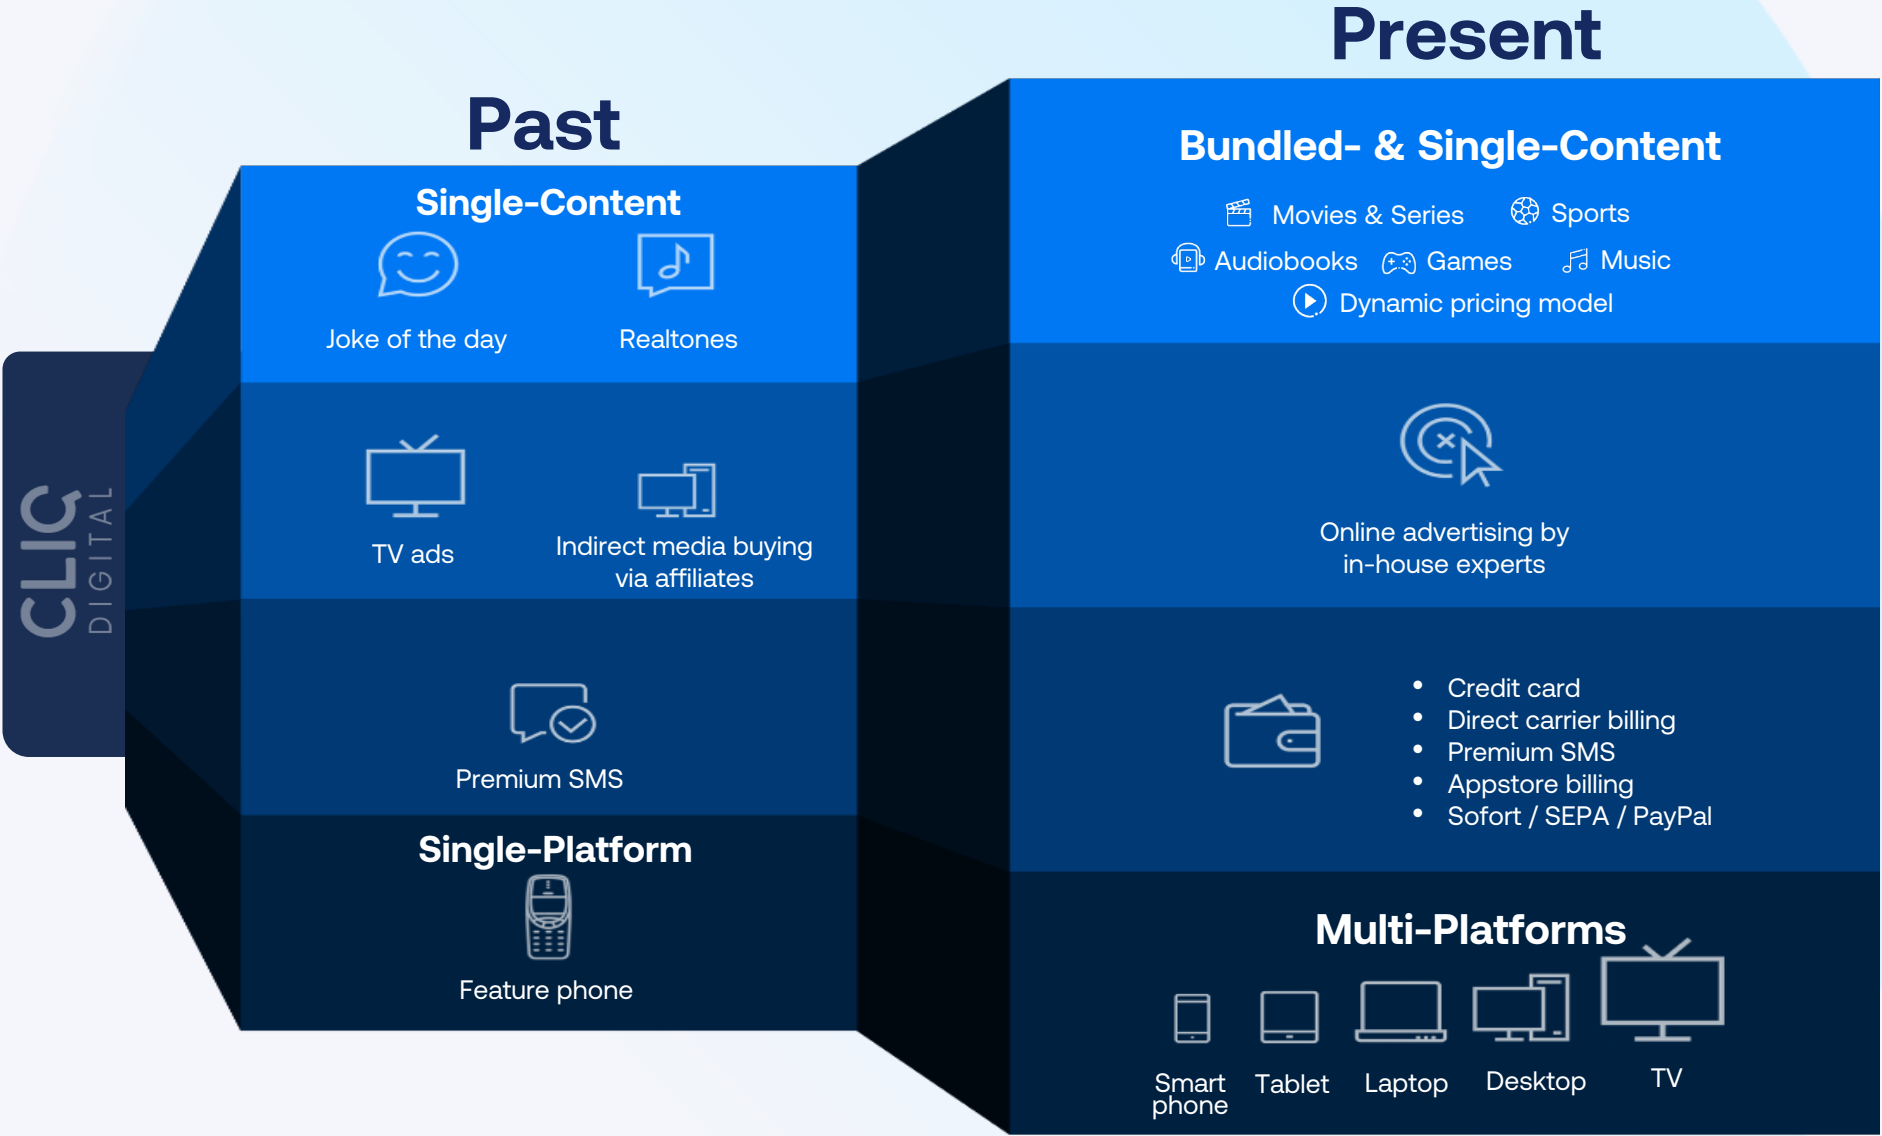 CLIQ
DIGITAL
Past
Single-Content
Joke of the day
Realtones
TV ads
Indirect media buying
via affiliates
Premium SMS
Single-Platform
Feature phone
Present
Bundled- & Single-Content
Movies & Series
Sports
Audiobooks
Games
Music
Dynamic pricing model
Online advertising by
in-house experts
• Credit card
• Direct carrier billing
• Premium SMS
• Appstore billing
• Sofort / SEPA / PayPal
Multi-Platforms
Smart
phone
Tablet
Laptop
Desktop
TV